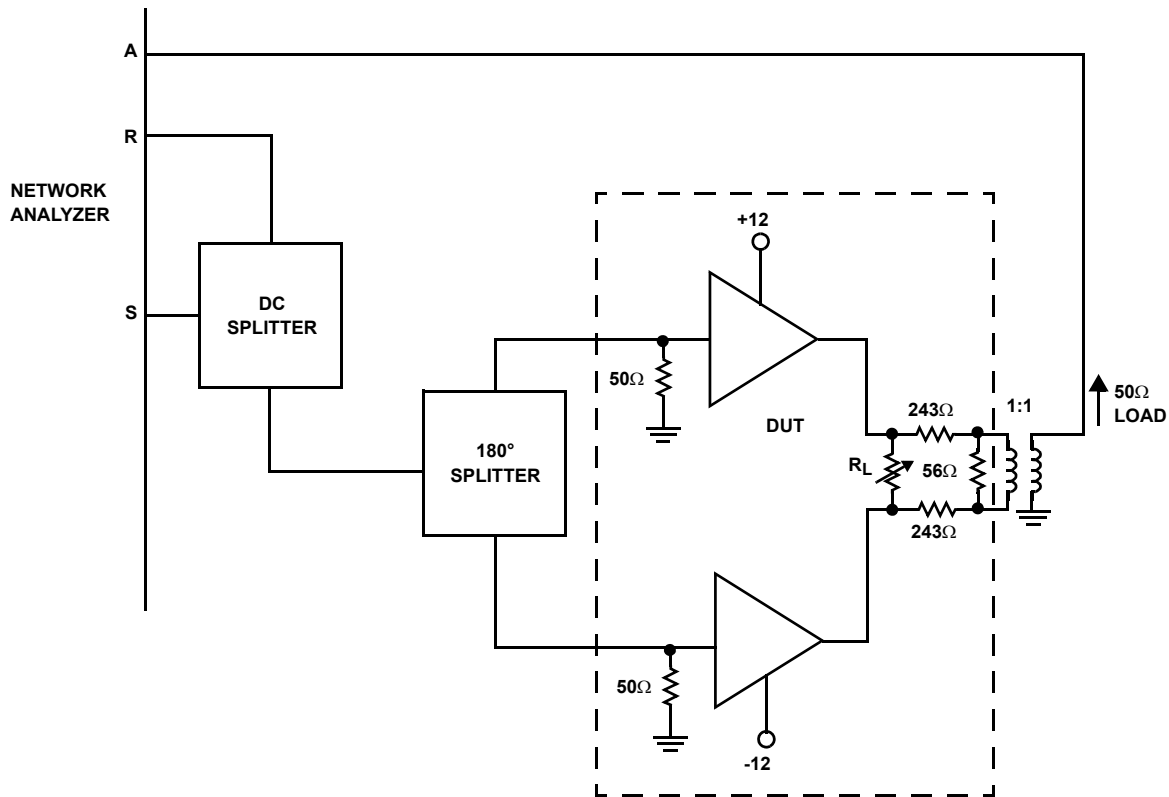 A
R
NETWORK
ANALYZER
S
DC
SPLITTER
+12
50Ω
DUT
243Ω
1:1
50Ω
LOAD
180°
SPLITTER
RL
56Ω
243Ω
50Ω
-12